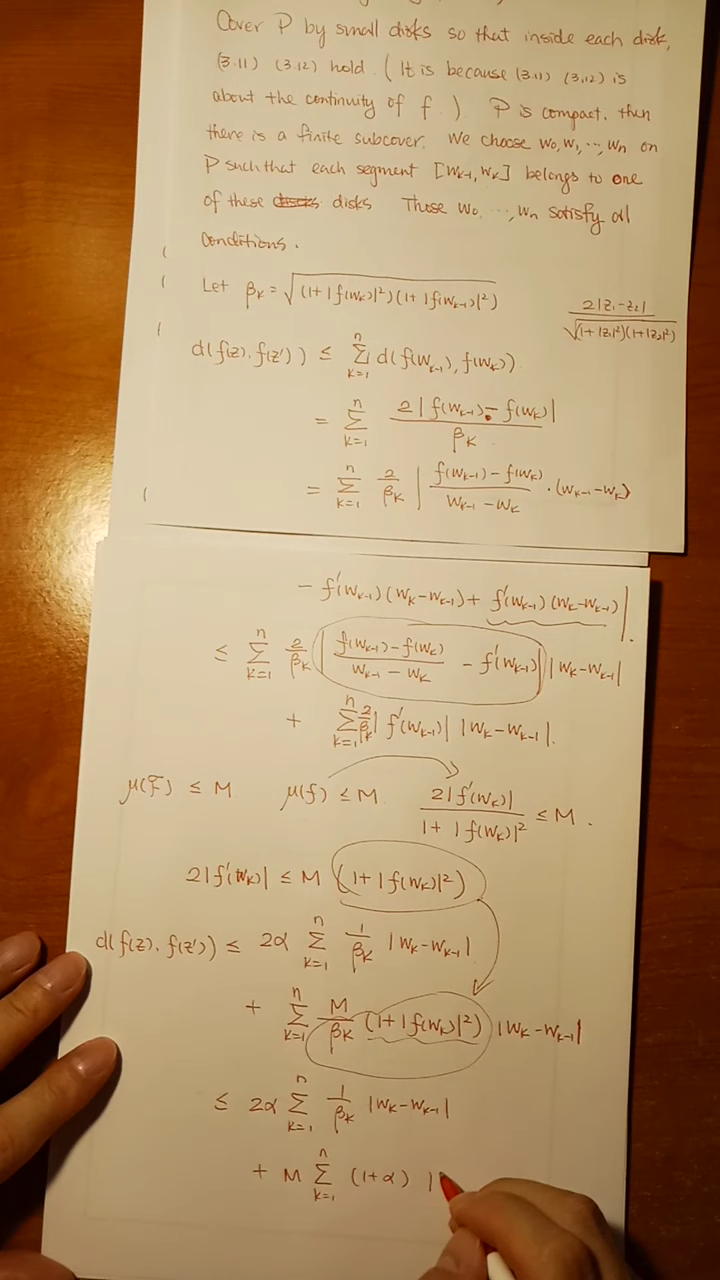 Cover P by small disks so that inside each disk,
(3.11) (3.12) hold. ( It is because (3.11) (3.12) is
about the continuity of f. ) P is compact. then
there is a finite subcover. We choose w₀, w₁, ..., wₙ on
P such that each segment [wₖ₋₁, wₖ] belongs to one
of these disks Those w₀, ..., wₙ satisfy all
conditions.
Let βₖ = √((1+|f(wₖ)|²)(1+|f(wₖ₋₁)|²))
2|z₁-z₂| / √((1+|z₁|²)(1+|z₂|²))
d(f(z), f(z')) ≤ Σₖ₌₁ⁿ d(f(wₖ₋₁), f(wₖ))
= Σₖ₌₁ⁿ 2|f(wₖ₋₁) - f(wₖ)| / βₖ
= Σₖ₌₁ⁿ 2/βₖ | (f(wₖ₋₁) - f(wₖ)) / (wₖ₋₁ - wₖ) · (wₖ₋₁ - wₖ)
- f'(wₖ₋₁)(wₖ-wₖ₋₁) + f'(wₖ₋₁)(wₖ-wₖ₋₁) |.
≤ Σₖ₌₁ⁿ 2/βₖ | (f(wₖ₋₁) - f(wₖ)) / (wₖ₋₁ - wₖ) - f'(wₖ₋₁) | |wₖ-wₖ₋₁|
+ Σₖ₌₁ⁿ 2/βₖ |f'(wₖ₋₁)| |wₖ-wₖ₋₁|.
μ(F) ≤ M μ(f) ≤ M. 2|f'(wₖ)| / (1+|f(wₖ)|²) ≤ M.
2|f'(wₖ)| ≤ M (1+|f(wₖ)|²)
d(f(z), f(z')) ≤ 2α Σₖ₌₁ⁿ 1/βₖ |wₖ-wₖ₋₁|
+ Σₖ₌₁ⁿ M/βₖ (1+|f(wₖ)|²) |wₖ-wₖ₋₁|
≤ 2α Σₖ₌₁ⁿ 1/βₖ |wₖ-wₖ₋₁|
+ M Σₖ₌₁ⁿ (1+α) |